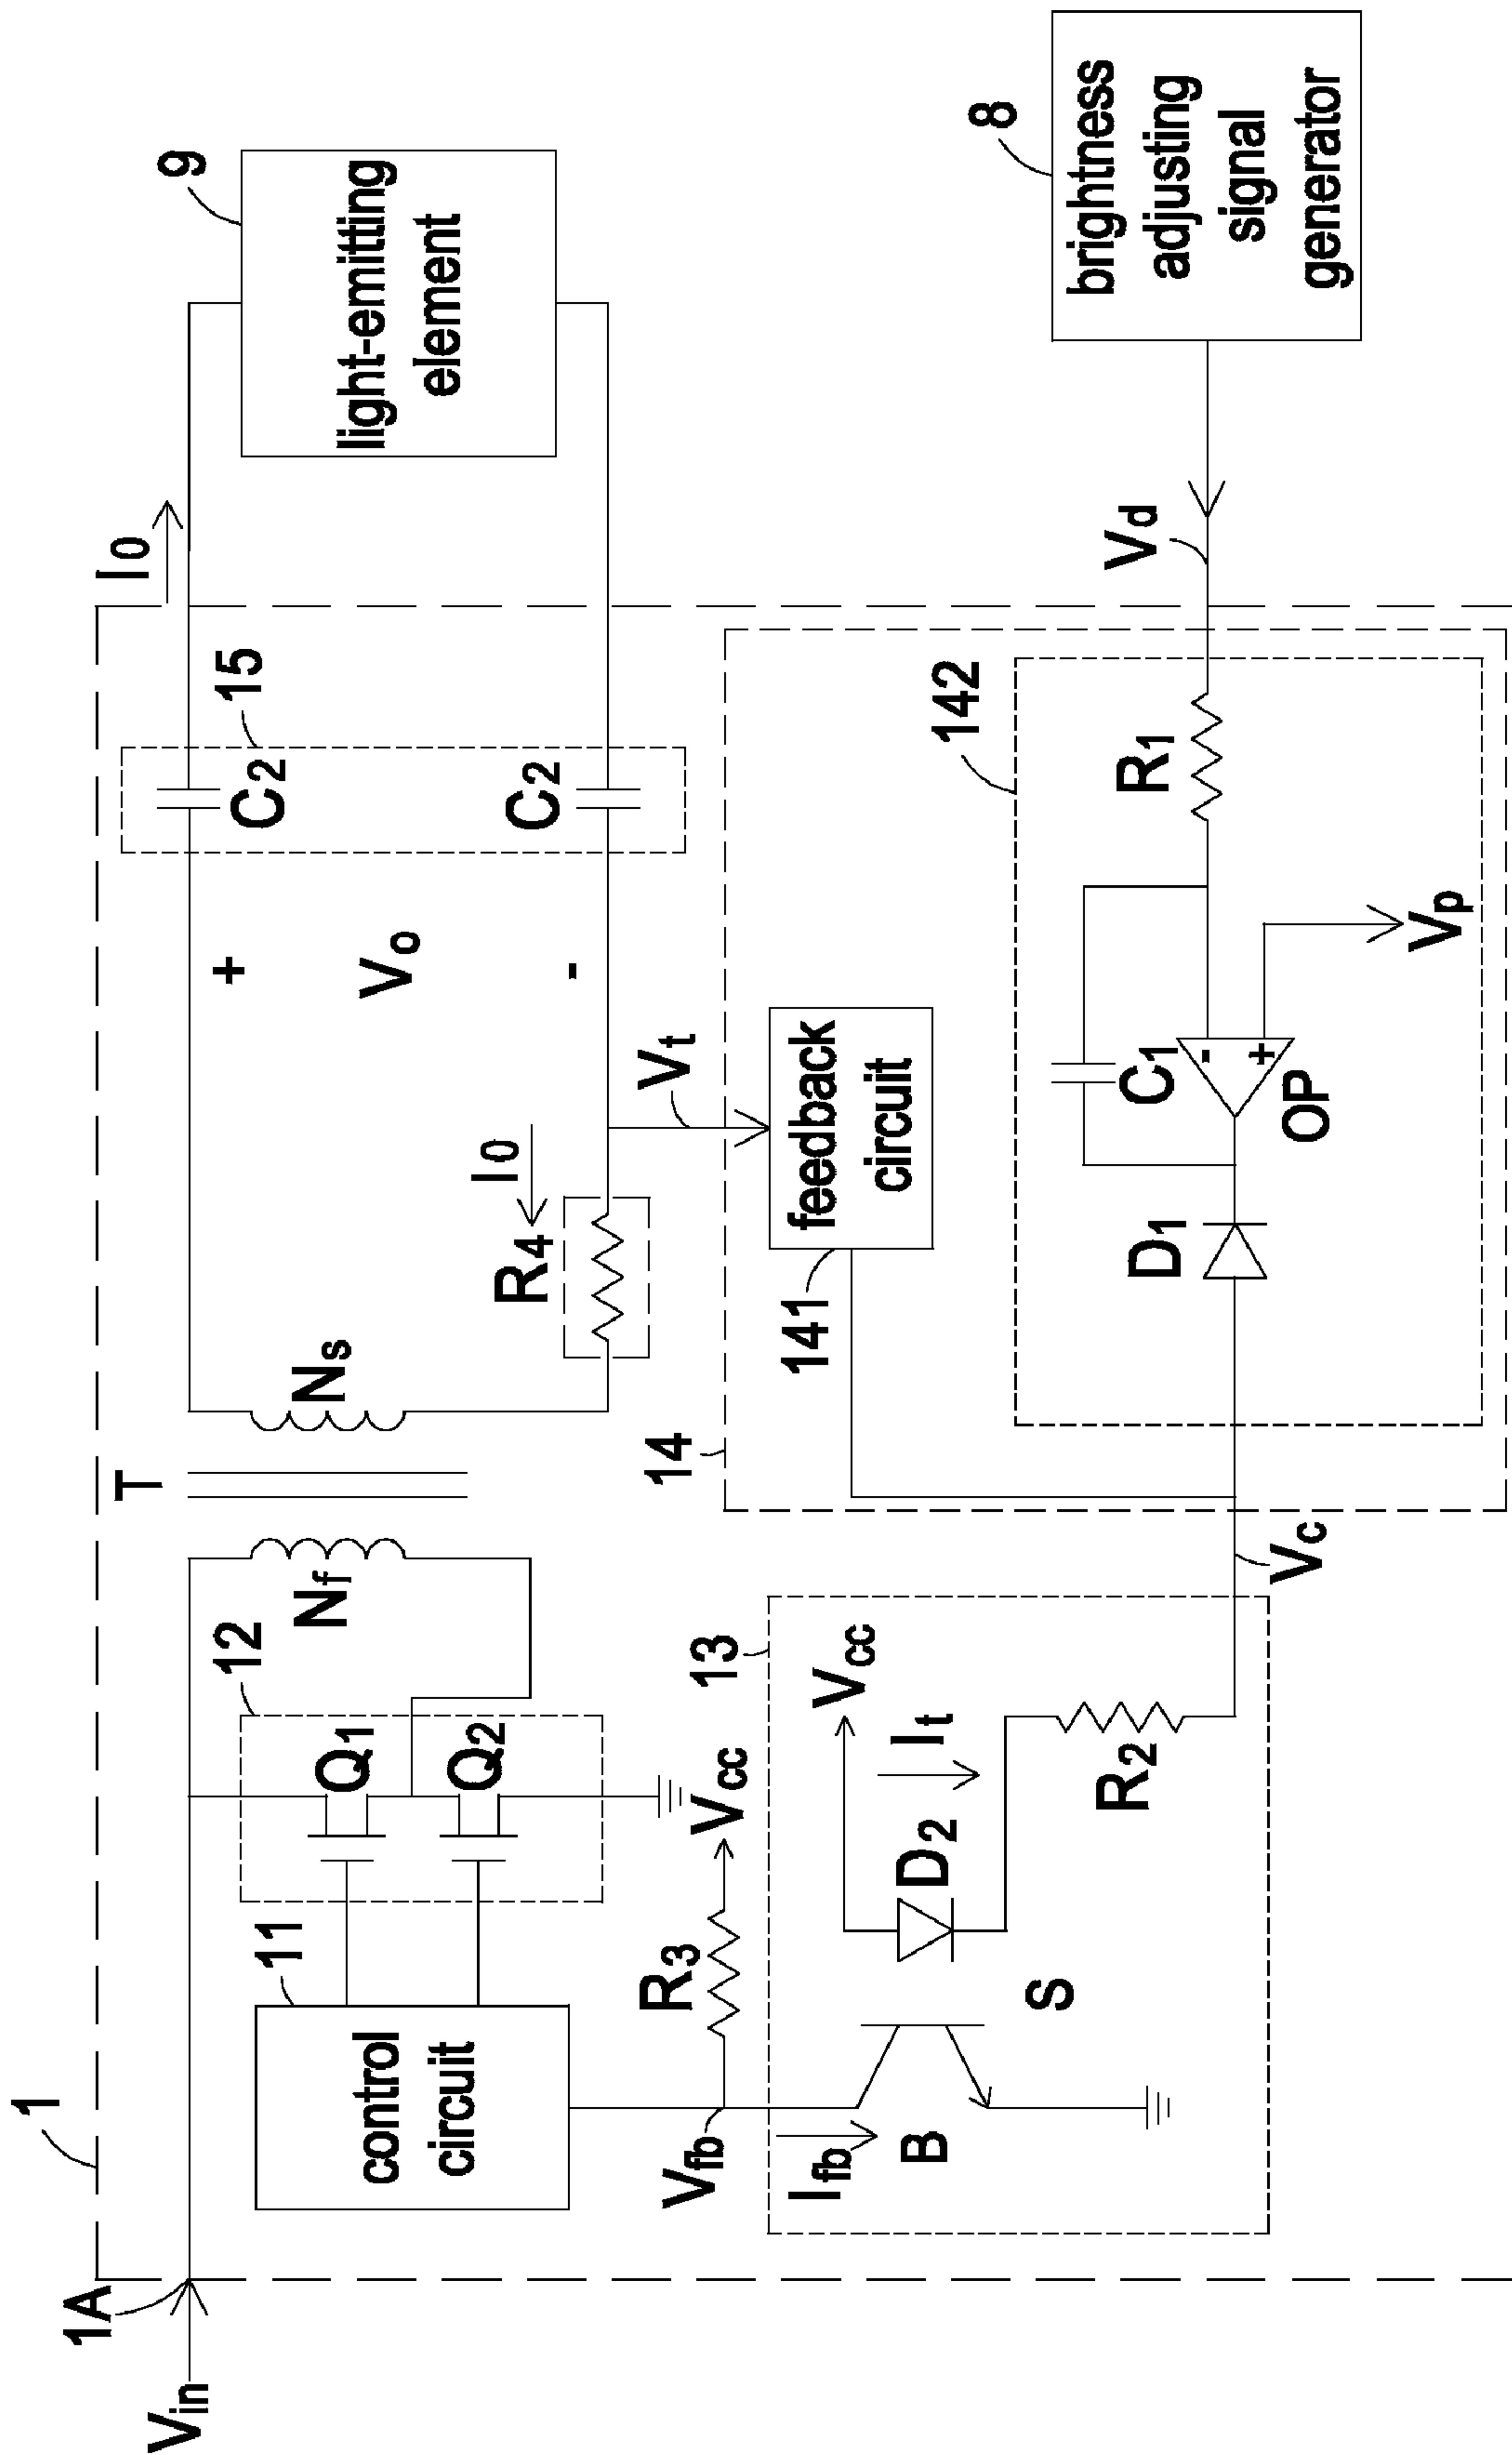 1
Vin
1A
T
I0
9
light-emitting
element
12
Nf
Ns
15
C2
+
Vo
-
C2
11
control
circuit
Q1
Q2
R4
I0
Vt
R3
Vcc
Vfb
13
14
141
feedback
circuit
142
8
brightness
adjusting
signal
generator
Ifb
B
S
D2
Vcc
It
R2
Vc
D1
C1
-
+
OP
Vp
R1
Vd